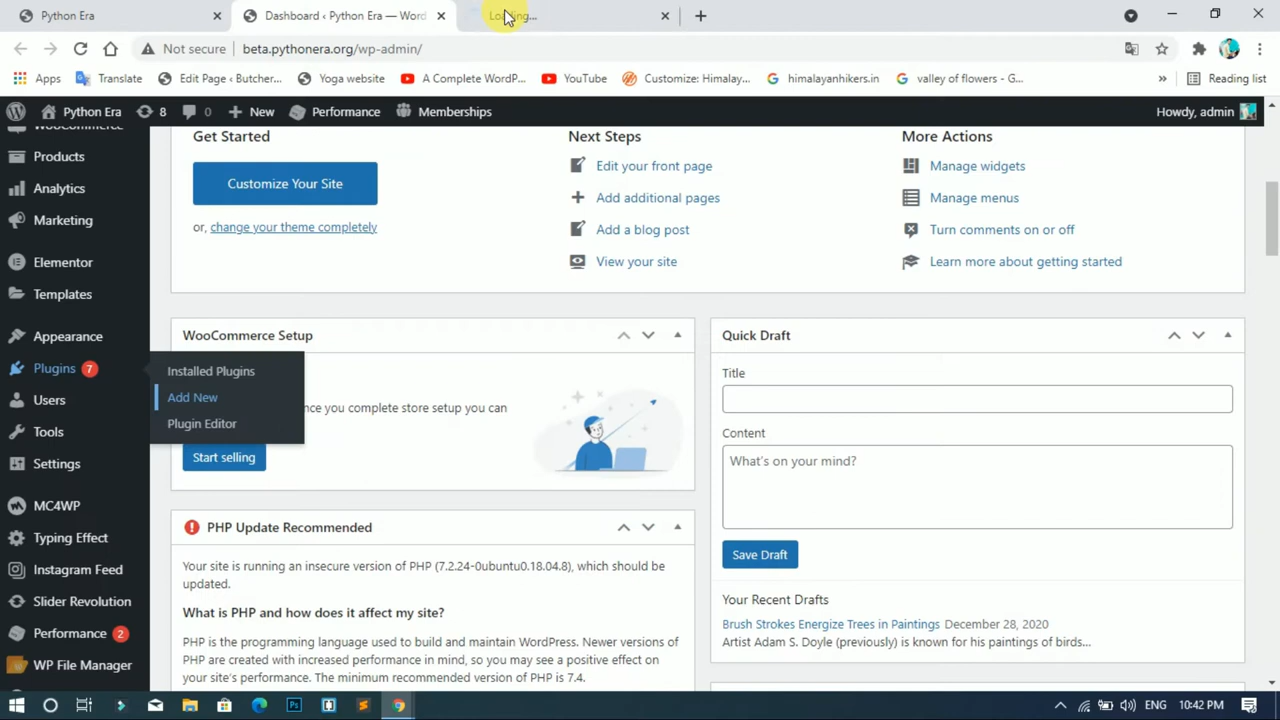 Python Era
Dashboard ‹ Python Era — Word
Loading...
Not secure
beta.pythonera.org/wp-admin/
Apps
Translate
Edit Page ‹ Butcher...
Yoga website
A Complete WordP...
YouTube
Customize: Himalay...
himalayanhikers.in
valley of flowers - G...
»
Reading list
Python Era
8
0
New
Performance
Memberships
Howdy, admin
WooCommerce
Products
Analytics
Marketing
Elementor
Templates
Appearance
Plugins 7
Users
Tools
Settings
MC4WP
Typing Effect
Instagram Feed
Slider Revolution
Performance 2
WP File Manager
Installed Plugins
Add New
Plugin Editor
Get Started
Customize Your Site
or, change your theme completely
Next Steps
Edit your front page
Add additional pages
Add a blog post
View your site
More Actions
Manage widgets
Manage menus
Turn comments on or off
Learn more about getting started
WooCommerce Setup
you complete store setup you can
Start selling
PHP Update Recommended
Your site is running an insecure version of PHP (7.2.24-0ubuntu0.18.04.8), which should be
updated.
What is PHP and how does it affect my site?
PHP is the programming language used to build and maintain WordPress. Newer versions of
PHP are created with increased performance in mind, so you may see a positive effect on
your site's performance. The minimum recommended version of PHP is 7.4.
Quick Draft
Title
Content
What's on your mind?
Save Draft
Your Recent Drafts
Brush Strokes Energize Trees in Paintings December 28, 2020
Artist Adam S. Doyle (previously) is known for his paintings of birds...
Ps
ENG
10:42 PM